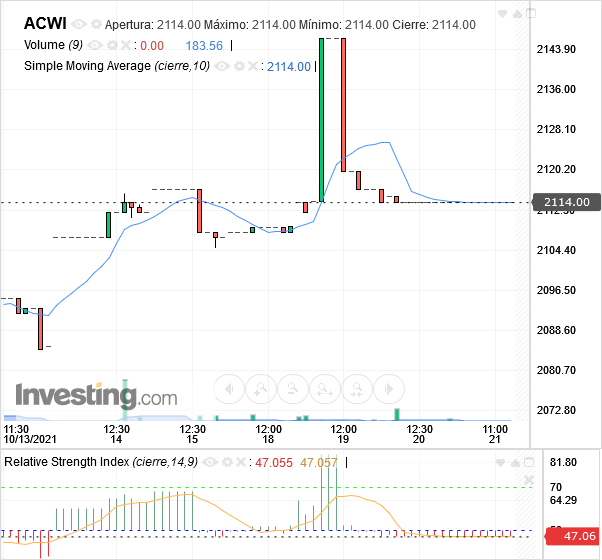 ACWI Apertura: 2114.00 Máximo: 2114.00 Mínimo: 2114.00 Cierre: 2114.00
Volume (9) : 0.00 183.56
Simple Moving Average (cierre,10) : 2114.00
2143.90
2136.00
2128.10
2120.20
2114.00
2112.30
2104.40
2096.50
2088.60
2080.70
2072.80
Investing.com
11:30 12:30 12:30 12:30 12:30 12:30 11:00
10/13/2021 14 15 18 19 20 21
Relative Strength Index (cierre,14,9) : 47.055 47.057
81.80
70
64.29
47.06